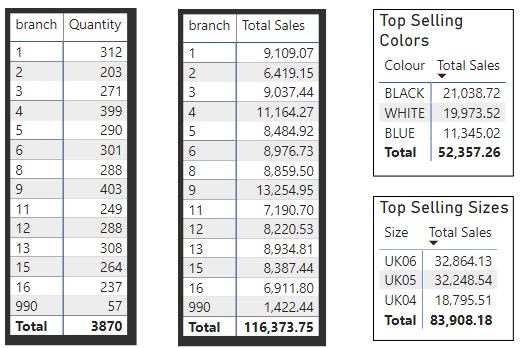 branch Quantity
1 312
2 203
3 271
4 399
5 290
6 301
8 288
9 403
11 249
12 288
13 308
15 264
16 237
990 57
Total 3870
branch Total Sales
1 9,109.07
2 6,419.15
3 9,037.44
4 11,164.27
5 8,484.92
6 8,976.73
8 8,859.50
9 13,254.95
11 7,190.70
12 8,220.53
13 8,934.81
15 8,387.44
16 6,911.80
990 1,422.44
Total 116,373.75
Top Selling
Colors
Colour Total Sales
BLACK 21,038.72
WHITE 19,973.52
BLUE 11,345.02
Total 52,357.26
Top Selling Sizes
Size Total Sales
UK06 32,864.13
UK05 32,248.54
UK04 18,795.51
Total 83,908.18